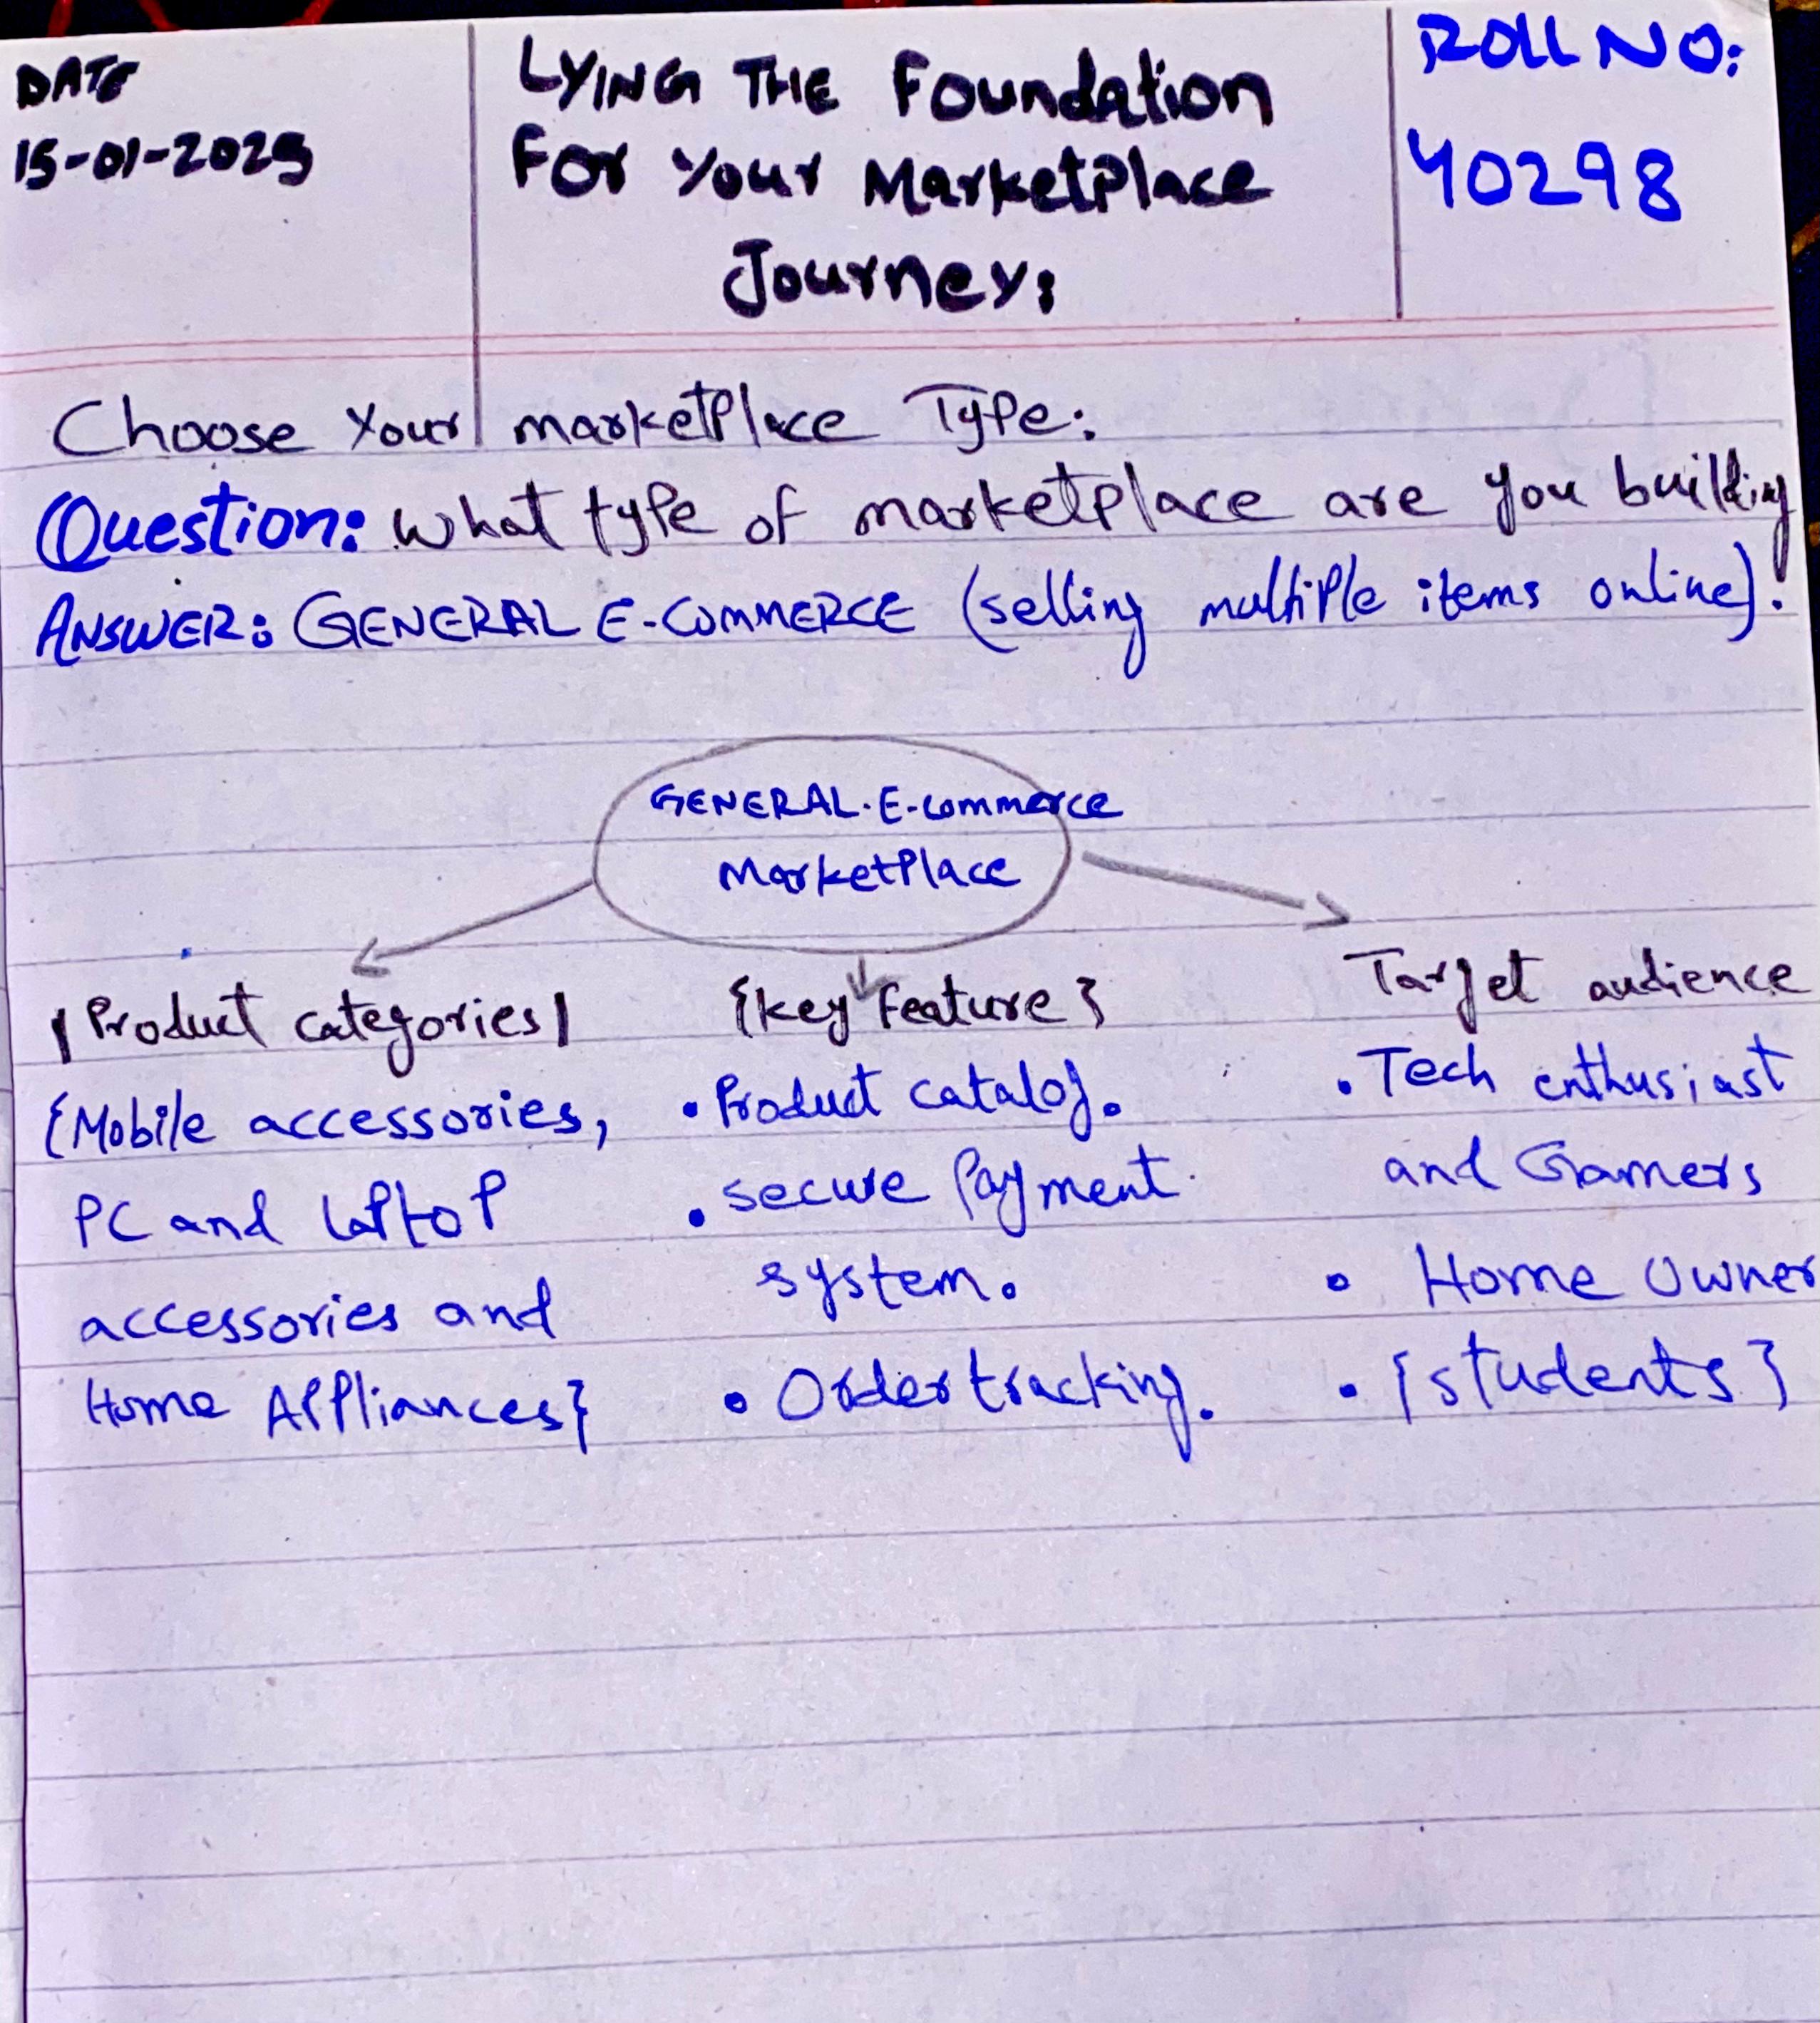 DATE
15-01-2025
LYING THE Foundation
For Your MarketPlace
Journey:
ROLL NO:
40298
Choose Your marketPlace Type:
Question: What type of marketplace are you building
ANSWER: GENERAL E-COMMERCE (selling multiple items online).
GENERAL. E-commerce
MarketPlace
|Product categories|
{Mobile accessories,
PC and laptop
accessories and
Home Appliances}
{key Feature}
• Product catalog.
• secure Payment
system.
• Order tracking.
Target audience
• Tech enthusiast
and Gamers
• Home Owner
• {students}